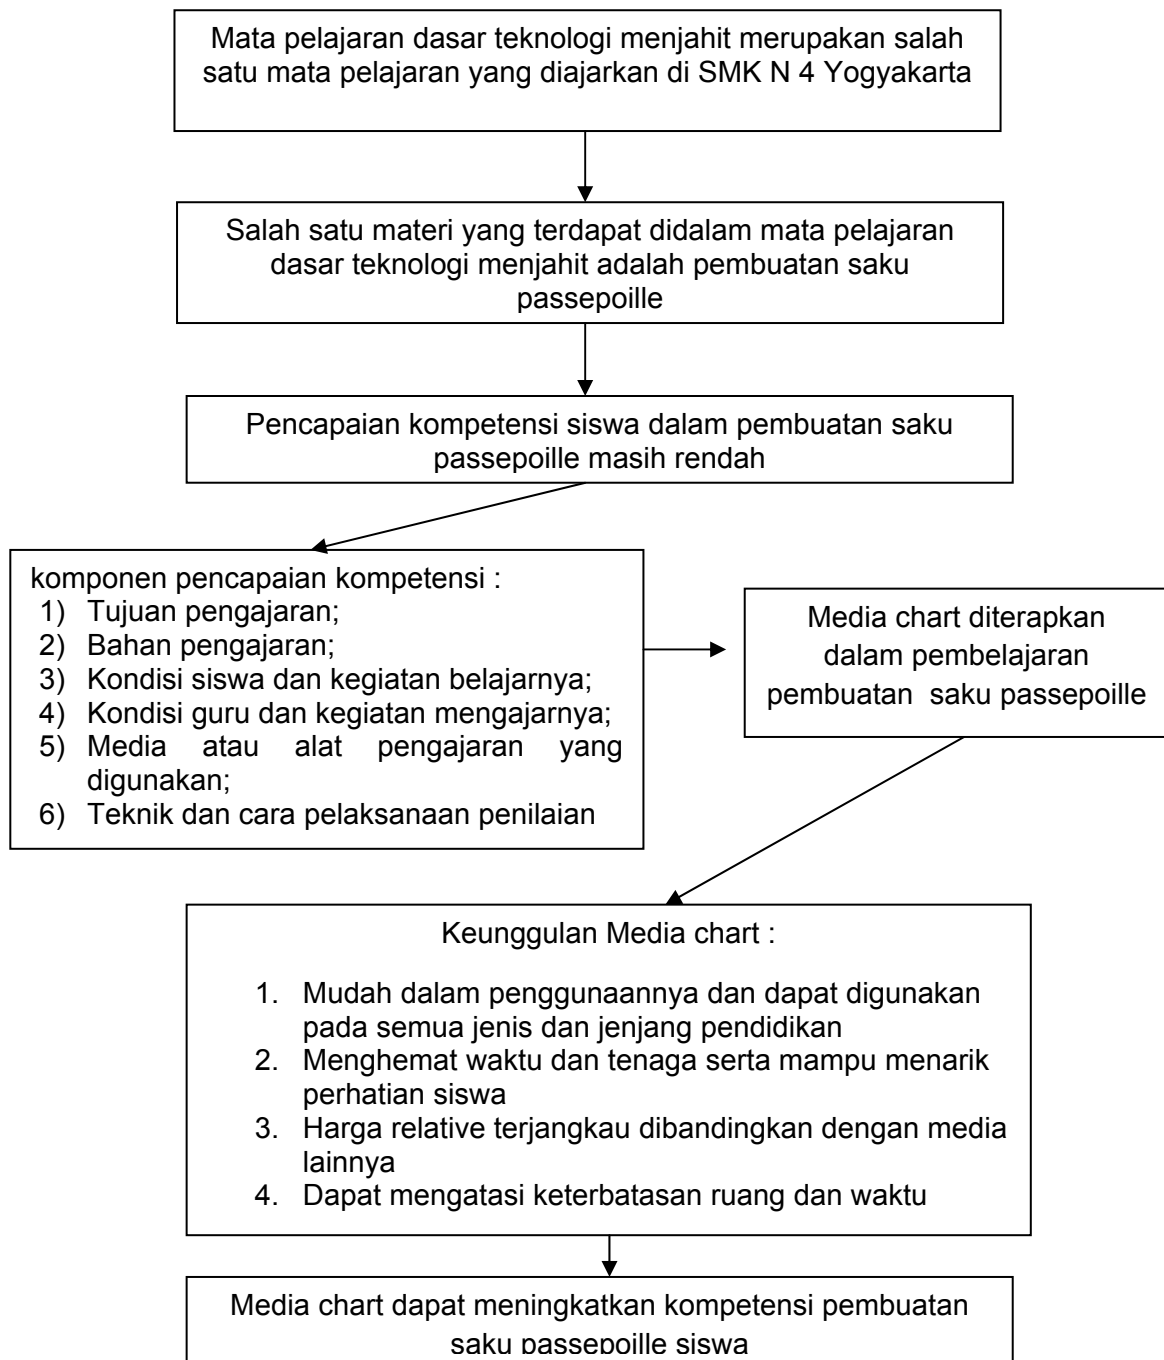 Mata pelajaran dasar teknologi menjahit merupakan salah
satu mata pelajaran yang diajarkan di SMK N 4 Yogyakarta
Salah satu materi yang terdapat didalam mata pelajaran
dasar teknologi menjahit adalah pembuatan saku
passepoille
Pencapaian kompetensi siswa dalam pembuatan saku
passepoille masih rendah
komponen pencapaian kompetensi :
1) Tujuan pengajaran;
2) Bahan pengajaran;
3) Kondisi siswa dan kegiatan belajarnya;
4) Kondisi guru dan kegiatan mengajarnya;
5) Media atau alat pengajaran yang
digunakan;
6) Teknik dan cara pelaksanaan penilaian
Media chart diterapkan
dalam pembelajaran
pembuatan saku passepoille
Keunggulan Media chart :
1. Mudah dalam penggunaannya dan dapat digunakan
pada semua jenis dan jenjang pendidikan
2. Menghemat waktu dan tenaga serta mampu menarik
perhatian siswa
3. Harga relative terjangkau dibandingkan dengan media
lainnya
4. Dapat mengatasi keterbatasan ruang dan waktu
Media chart dapat meningkatkan kompetensi pembuatan
saku passepoille siswa